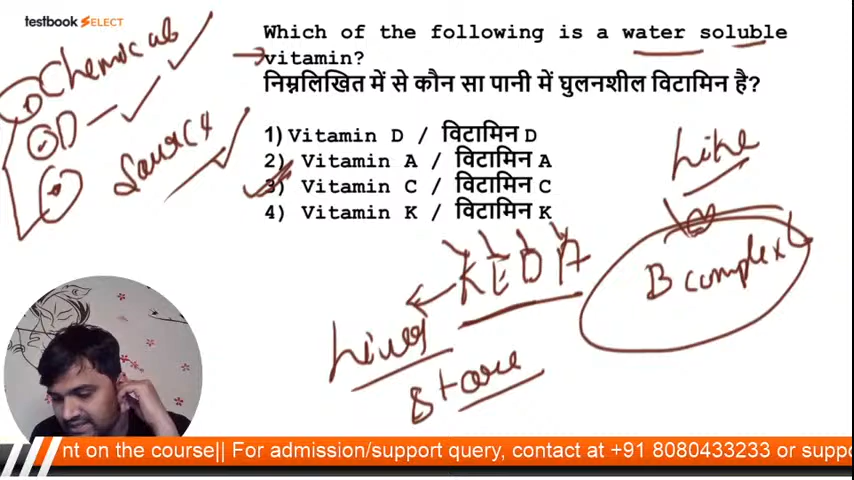 testbook SELECT
Which of the following is a water soluble
vitamin?
निम्नलिखित में से कौन सा पानी में घुलनशील विटामिन है?
1) Vitamin D / विटामिन D
2) Vitamin A / विटामिन A
3) Vitamin C / विटामिन C
4) Vitamin K / विटामिन K
Chemical
D
KEDA
B complex
Liver
Store
nt on the course|| For admission/support query, contact at +91 8080433233 or suppo